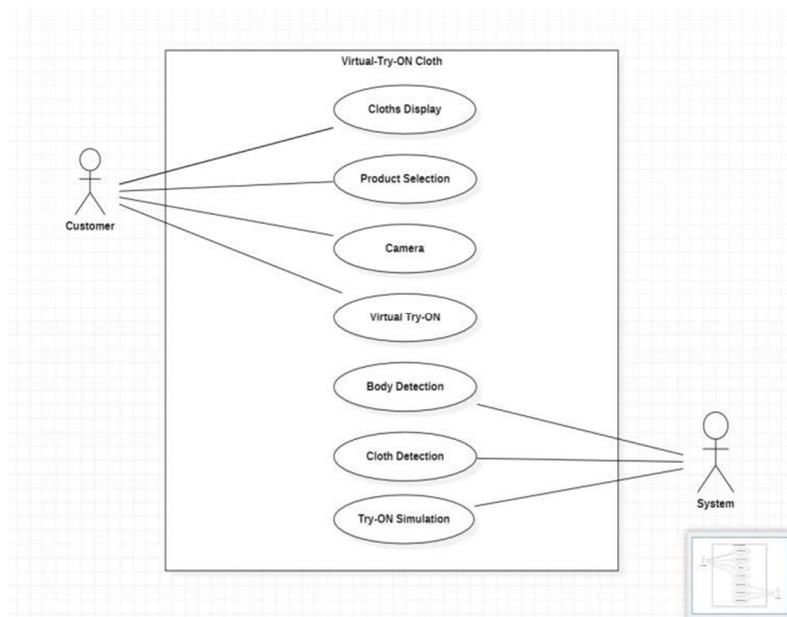 Virtual-Try-ON Cloth
Cloths Display
Product Selection
Customer
Camera
Virtual Try-ON
Body Detection
Cloth Detection
System
Try-ON Simulation